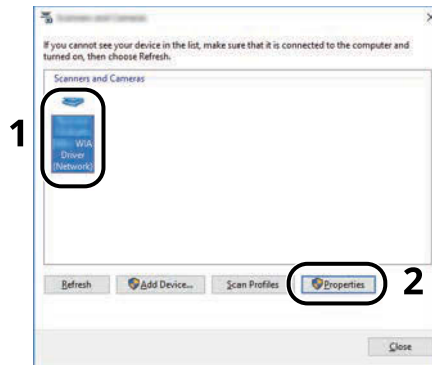 If you cannot see your device in the list, make sure that it is connected to the computer and
turned on, then choose Refresh.
Scanners and Cameras
1
WIA
Driver
(Network)
Refresh
Add Device...
Scan Profiles
Properties
2
Close